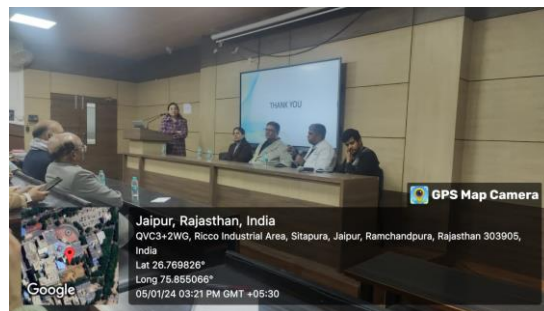 THANK YOU
GPS Map Camera
Jaipur, Rajasthan, India
QVC3+2WG, Ricco Industrial Area, Sitapura, Jaipur, Ramchandpura, Rajasthan 303905,
India
Lat 26.769826°
Long 75.855066°
05/01/24 03:21 PM GMT +05:30
Google